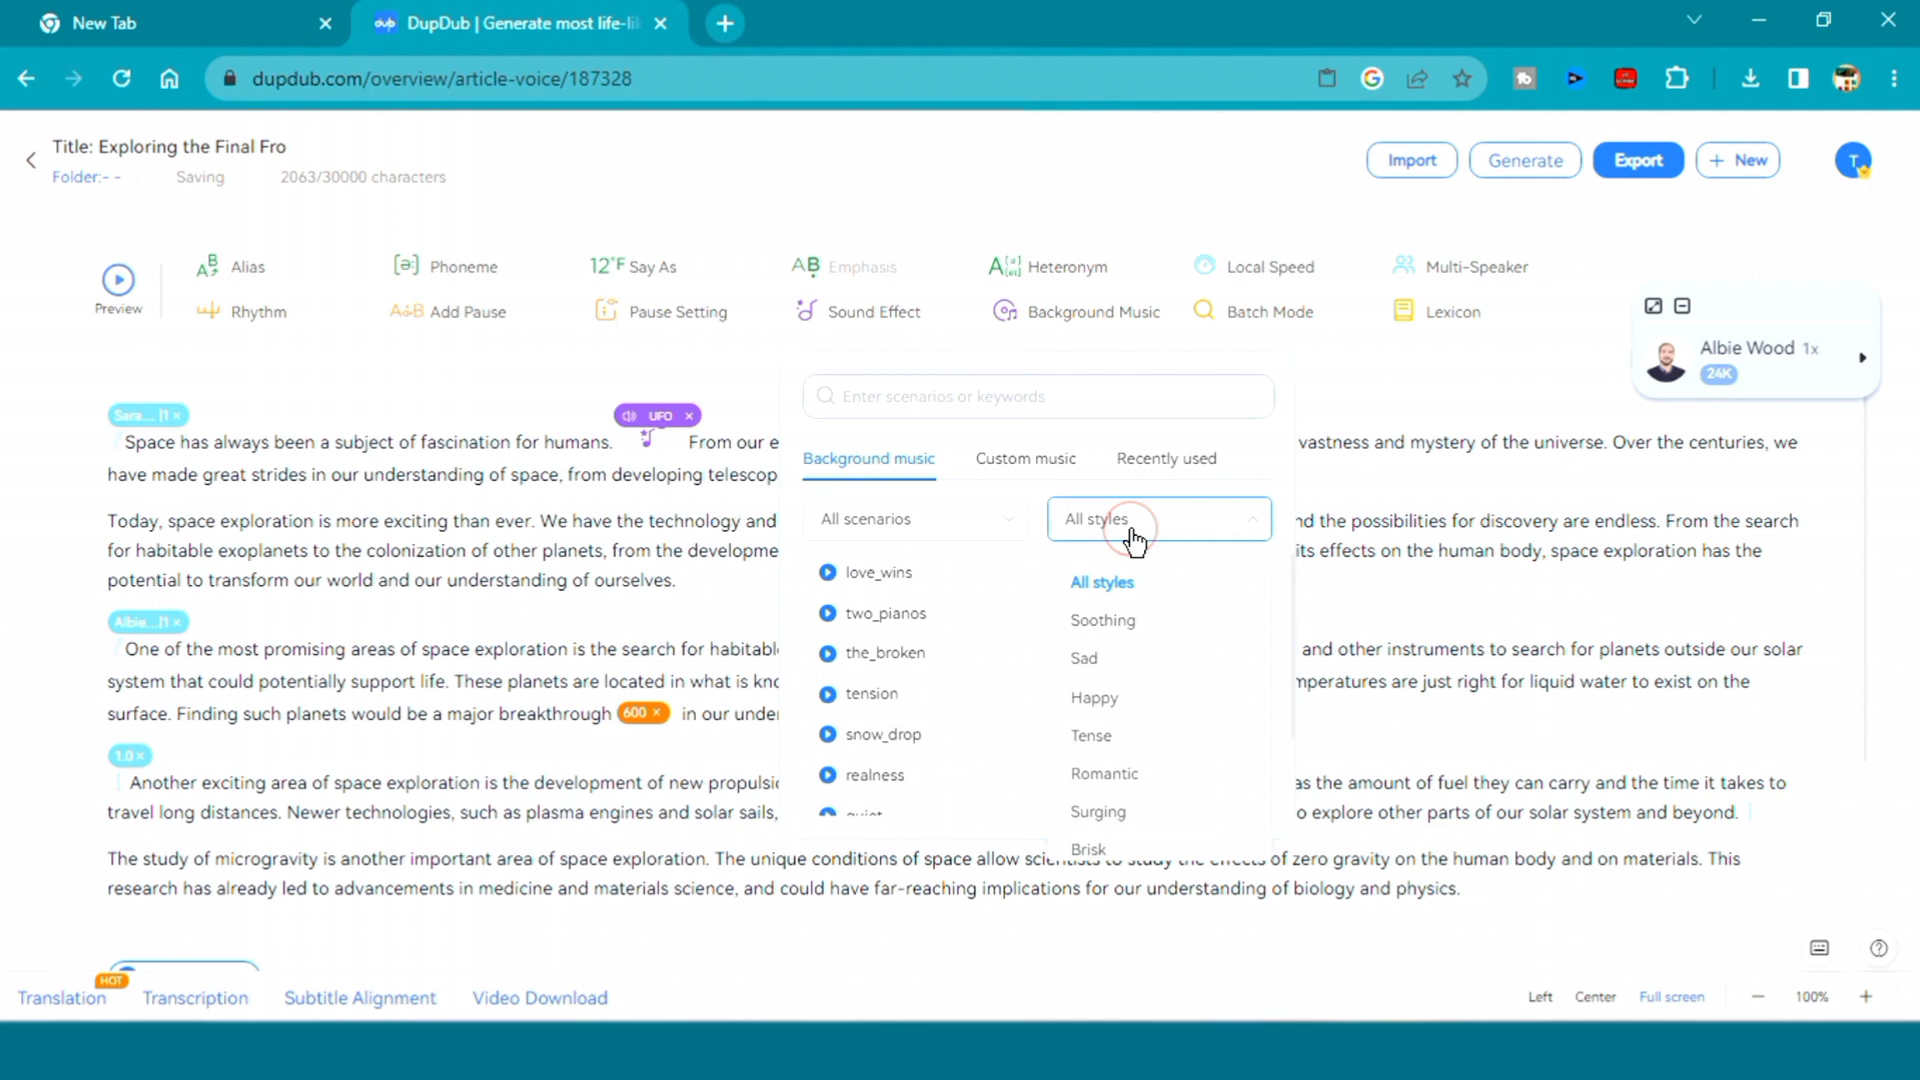 New Tab
DupDub | Generate most life-li
dupdub.com/overview/article-voice/187328
Title: Exploring the Final Fro
Folder:- -
Saving
2063/30000 characters
Import
Generate
Export
+ New
T
Preview
Alias
Phoneme
12°F Say As
Emphasis
Heteronym
Local Speed
Multi-Speaker
Rhythm
Add Pause
Pause Setting
Sound Effect
Background Music
Batch Mode
Lexicon
Albie Wood 1x
24K
Enter scenarios or keywords
Background music
Custom music
Recently used
All scenarios
All styles
love_wins
two_pianos
the_broken
tension
snow_drop
realness
quiet
All styles
Soothing
Sad
Happy
Tense
Romantic
Surging
Brisk
Sara.... |1 ×
UFO ×
Space has always been a subject of fascination for humans. From our e vastness and mystery of the universe. Over the centuries, we
have made great strides in our understanding of space, from developing telescop
Today, space exploration is more exciting than ever. We have the technology and nd the possibilities for discovery are endless. From the search
for habitable exoplanets to the colonization of other planets, from the developme its effects on the human body, space exploration has the
potential to transform our world and our understanding of ourselves.
Albie...|1 ×
One of the most promising areas of space exploration is the search for habitabl and other instruments to search for planets outside our solar
system that could potentially support life. These planets are located in what is kno mperatures are just right for liquid water to exist on the
surface. Finding such planets would be a major breakthrough 600 × in our under
1.0 ×
Another exciting area of space exploration is the development of new propulsic as the amount of fuel they can carry and the time it takes to
travel long distances. Newer technologies, such as plasma engines and solar sails, o explore other parts of our solar system and beyond.
The study of microgravity is another important area of space exploration. The unique conditions of space allow scientists to study the effects of zero gravity on the human body and on materials. This
research has already led to advancements in medicine and materials science, and could have far-reaching implications for our understanding of biology and physics.
HOT
Translation
Transcription
Subtitle Alignment
Video Download
Left
Center
Full screen
100%